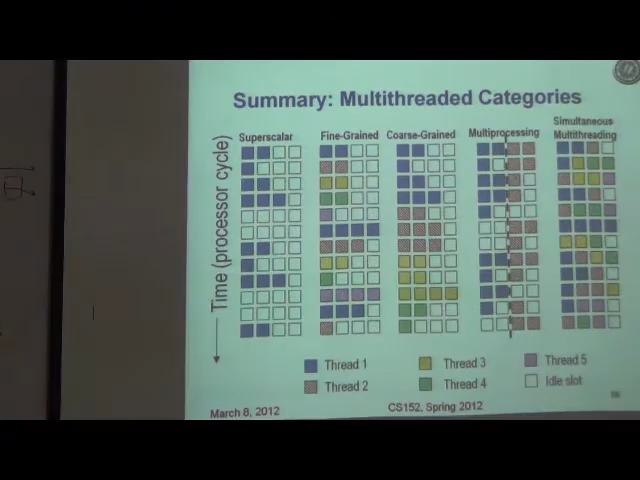 Summary: Multithreaded Categories
Superscalar
Fine-Grained
Coarse-Grained
Multiprocessing
Simultaneous
Multithreading
Time (processor cycle)
Thread 1
Thread 3
Thread 5
Thread 2
Thread 4
Idle slot
March 8, 2012
CS152, Spring 2012